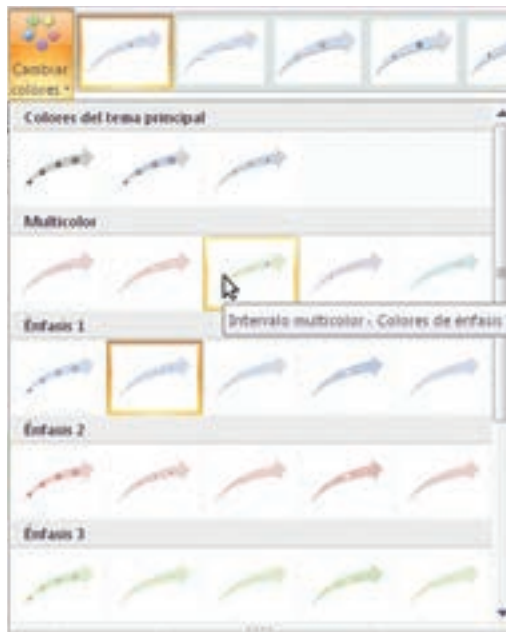 Cambiar
colores
Colores del tema principal
Multicolor
Intervalo multicolor - Colores de énfasis
Énfasis 1
Énfasis 2
Énfasis 3